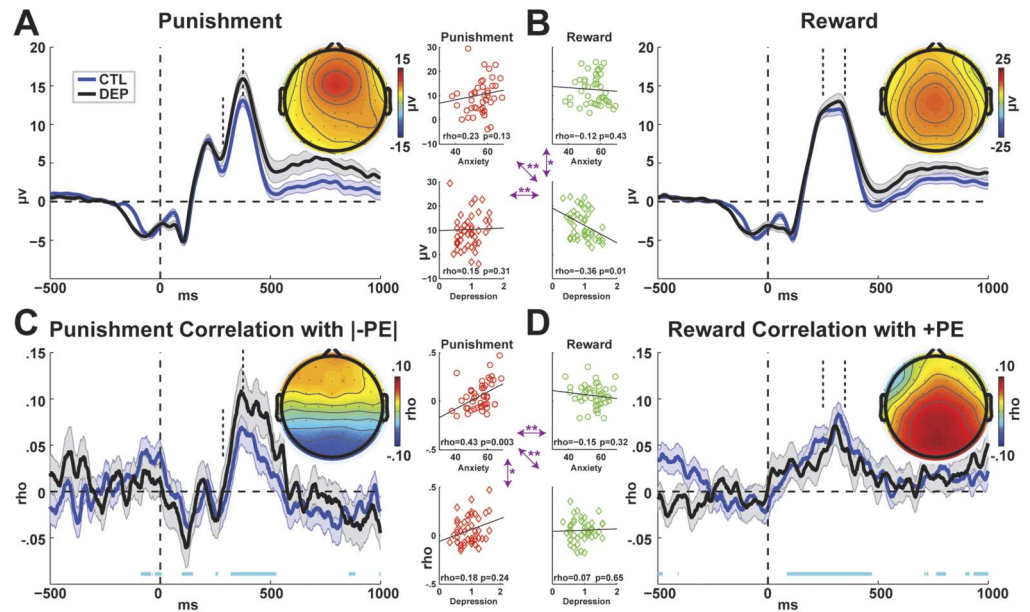 A Punishment
B Reward
CTL
DEP
20
15
10
5
0
−5
−10
μv
−500 0 500 1000
ms
15
μv
-15
Punishment
30
20
10
0
−10
rho=0.23 p=0.13
40 60
Anxiety
Reward
rho=−0.12 p=0.43
40 60
Anxiety
**
*
**
30
20
10
0
−10
μv
rho=0.15 p=0.31
0 1 2
Depression
rho=−0.36 p=0.01
0 1 2
Depression
20
15
10
5
0
−5
−10
μv
−500 0 500 1000
ms
25
μv
-25
C Punishment Correlation with |-PE|
D Reward Correlation with +PE
.15
.10
.05
0
-.05
rho
−500 0 500 1000
ms
.10
rho
-.10
Punishment
.5
0
-.5
rho=0.43 p=0.003
40 60
Anxiety
Reward
rho=−0.15 p=0.32
40 60
Anxiety
**
**
*
.5
0
-.5
rho
rho=0.18 p=0.24
0 1 2
Depression
rho=0.07 p=0.65
0 1 2
Depression
.15
.10
.05
0
-.05
rho
−500 0 500 1000
ms
.10
rho
-.10